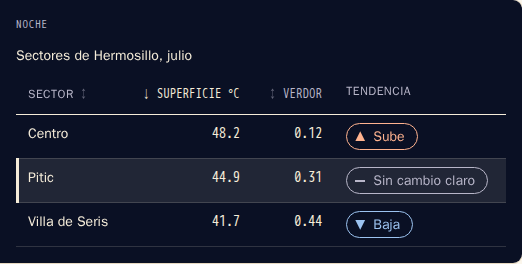 NOCHE
Sectores de Hermosillo, julio
SECTOR ↕ ↓ SUPERFICIE °C ↕ VERDOR TENDENCIA
Centro 48.2 0.12 ▲ Sube
Pitic 44.9 0.31 — Sin cambio claro
Villa de Seris 41.7 0.44 ▼ Baja